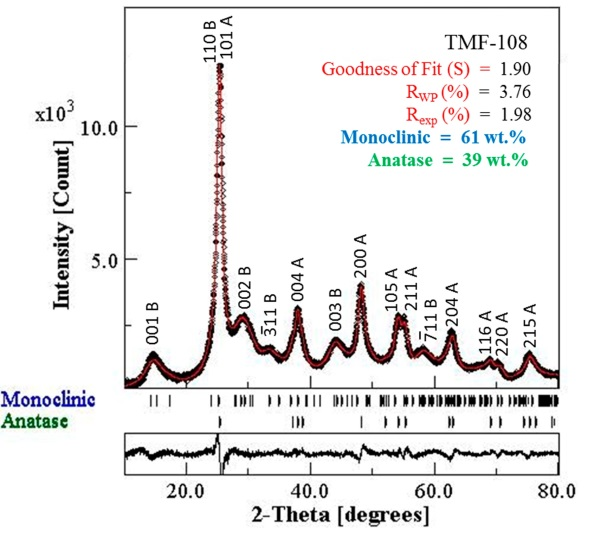 TMF-108
Goodness of Fit (S) = 1.90
RWP (%) = 3.76
Rexp (%) = 1.98
Monoclinic = 61 wt.%
Anatase = 39 wt.%
x10³
10.0
5.0
Intensity [Count]
001 B
110 B
101 A
002 B
3̅11 B
004 A
003 B
200 A
105 A
211 A
7̅11 B
204 A
116 A
220 A
215 A
Monoclinic
Anatase
20.0 40.0 60.0 80.0
2-Theta [degrees]